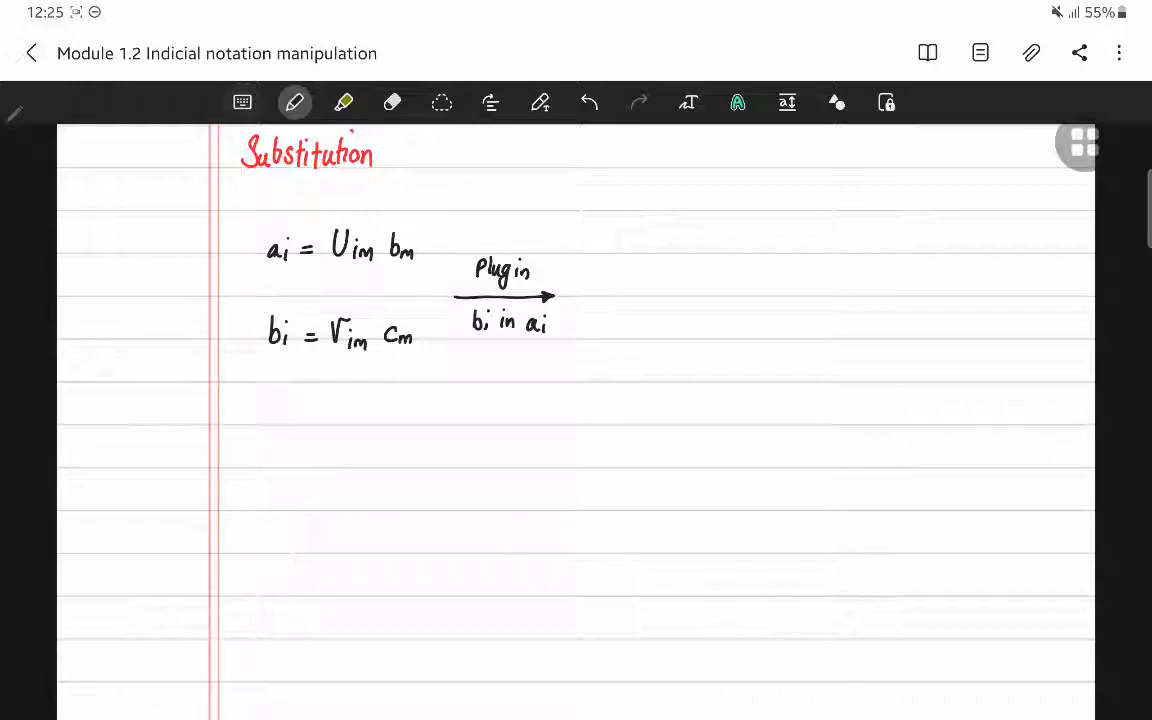 12:25 55%
Module 1.2 Indicial notation manipulation
Substitution
ai = Uim bm
Plug in
bi in ai
bi = Vim cm